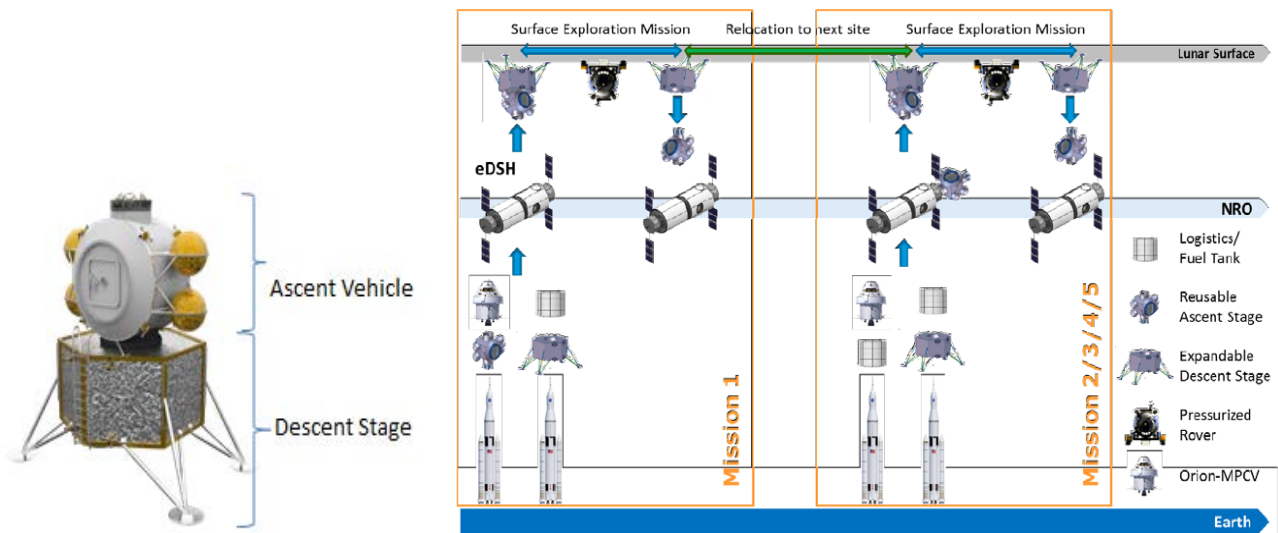 Ascent Vehicle
Descent Stage
Surface Exploration Mission
Relocation to next site
Surface Exploration Mission
Lunar Surface
eDSH
NRO
Logistics/
Fuel Tank
Reusable
Ascent Stage
Expandable
Descent Stage
Pressurized
Rover
Orion-MPCV
Mission 1
Mission 2/3/4/5
Earth